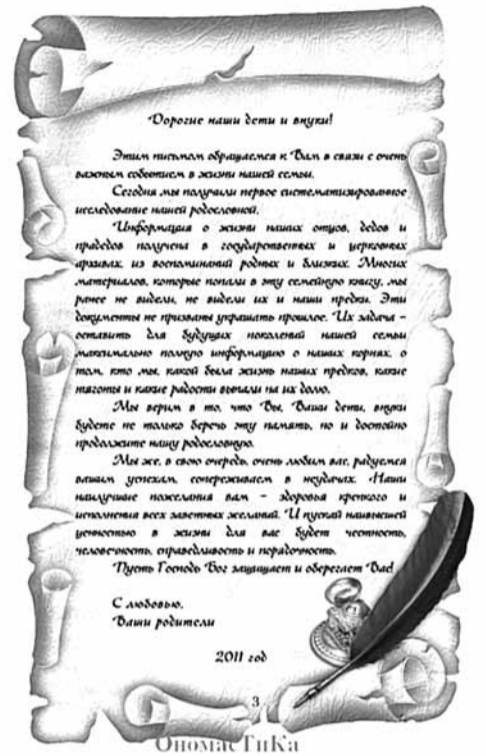 Дорогие наши дети и внуки!
Этим письмом обращаемся к Вам в связи с очень
важным событием в жизни нашей семьи.
Сегодня мы получили первое систематизированное
исследование нашей родословной.
Информация о жизни наших отцов, дедов и
прадедов получена в государственных и церковных
архивах, из воспоминаний родных и близких. Многих
материалов, которые попали в эту семейную книгу, мы
ранее не видели, не видели их и наши предки. Эти
документы не призваны украшать прошлое. Их задача –
оставить для будущих поколений нашей семьи
максимально полную информацию о наших корнях, о
том, кто мы, какой была жизнь наших предков, какие
тяготы и какие радости выпали на их долю.
Мы верим в то, что Вы, Ваши дети, внуки
будете не только беречь эту память, но и достойно
продолжите нашу родословную.
Мы же, в свою очередь, очень любим вас, радуемся
вашим успехам, сопереживаем в неудачах. Наши
наилучшие пожелания вам – здоровья крепкого и
исполнения всех заветных желаний. И пускай наивысшей
ценностью в жизни для вас будет честность,
человечность, справедливость и порядочность.
Пусть Господь Бог защищает и оберегает Вас!
С любовью,
Ваши родители
2011 год
3
ОномасТиКа